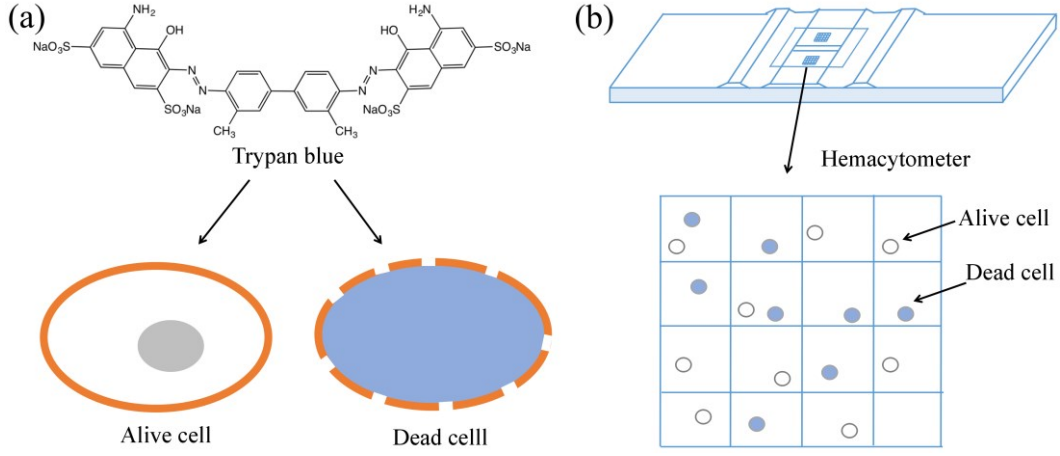 (a)
NH₂
OH
NaO₃S
SO₃Na
N
N
CH₃
CH₃
N
N
HO
NH₂
SO₃Na
NaO₃S
Trypan blue
Alive cell
Dead celll
(b)
Hemacytometer
Alive cell
Dead cell